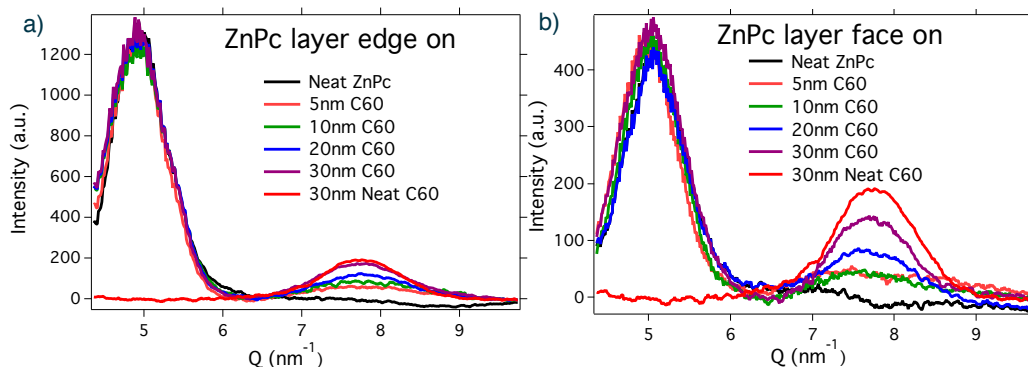 a)
ZnPc layer edge on
Neat ZnPc
5nm C60
10nm C60
20nm C60
30nm C60
30nm Neat C60
1200
1000
800
600
400
200
0
Intensity (a.u.)
5
6
7
8
9
Q (nm⁻¹)
b)
ZnPc layer face on
Neat ZnPc
5nm C60
10nm C60
20nm C60
30nm C60
30nm Neat C60
400
300
200
100
0
Intensity (a.u.)
5
6
7
8
9
Q (nm⁻¹)